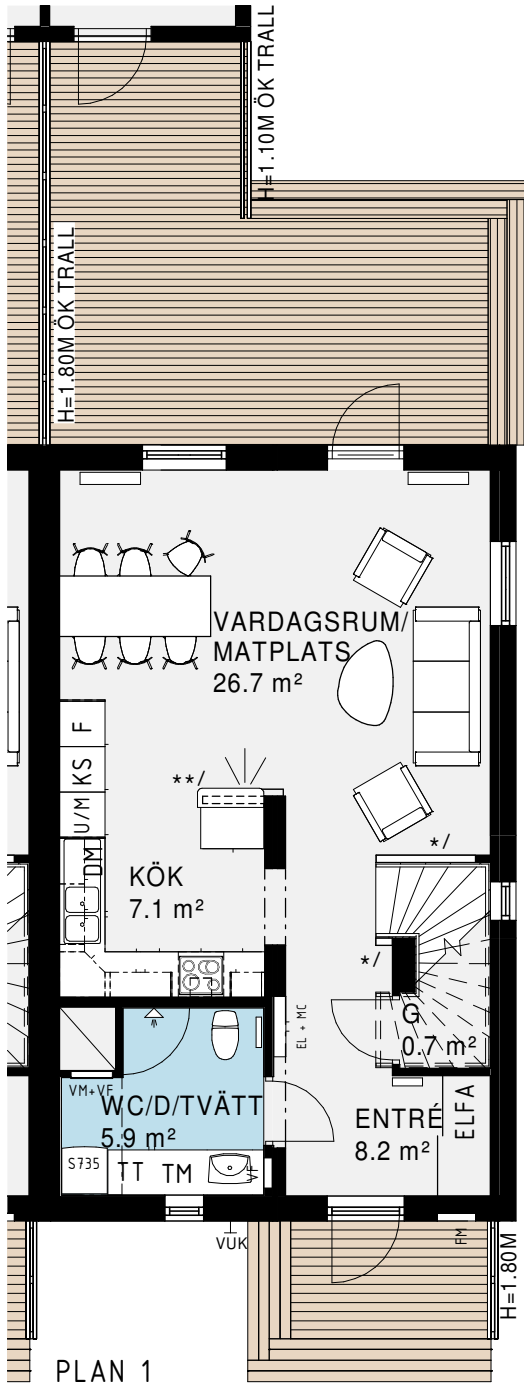 H=1.10M ÖK TRALL
H=1.80M ÖK TRALL
VARDAGSRUM/
MATPLATS
26.7 m²
F
KS
U/M
DM
**/
*/
KÖK
7.1 m²
*/
EL + MC
G
0.7 m²
VM+VF
WC/D/TVÄTT
5.9 m²
ENTRÉ
8.2 m²
ELFA
S735
TT
TM
VF
VUK
FM
H=1.80M
PLAN 1